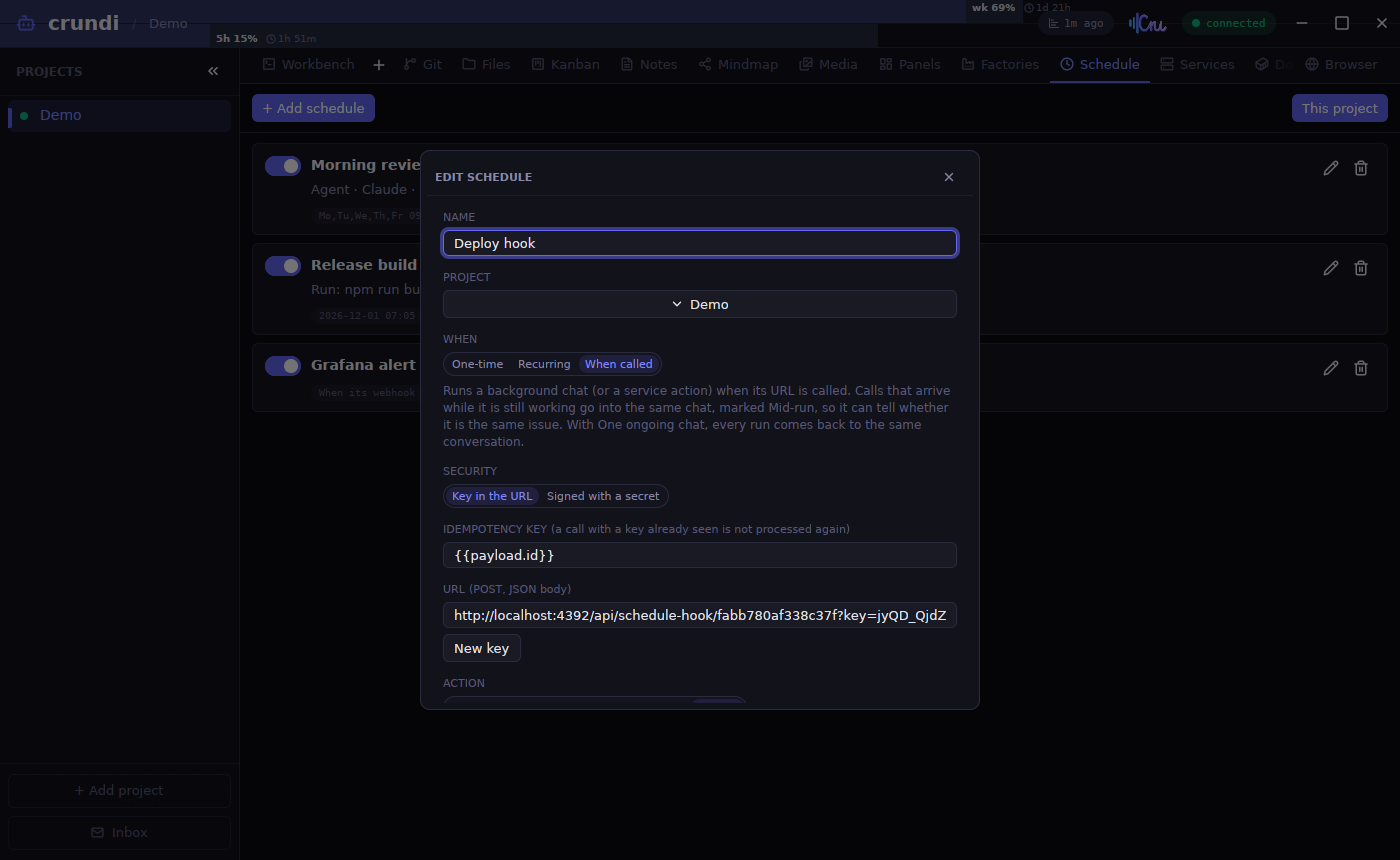 crundi / Demo
wk 69% 1d 21h
5h 15% 1h 51m
1m ago
Cru
connected
PROJECTS
Demo
+ Add project
Inbox
Workbench + Git Files Kanban Notes Mindmap Media Panels Factories Schedule Services Browser
+ Add schedule
This project
Morning revie
Agent · Claude ·
Mo,Tu,We,Th,Fr 09
Release build
Run: npm run bu
2026-12-01 07:05
Grafana alert
When its webhook
EDIT SCHEDULE
NAME
Deploy hook
PROJECT
Demo
WHEN
One-time Recurring When called
Runs a background chat (or a service action) when its URL is called. Calls that arrive
while it is still working go into the same chat, marked Mid-run, so it can tell whether
it is the same issue. With One ongoing chat, every run comes back to the same
conversation.
SECURITY
Key in the URL Signed with a secret
IDEMPOTENCY KEY (a call with a key already seen is not processed again)
{{payload.id}}
URL (POST, JSON body)
http://localhost:4392/api/schedule-hook/fabb780af338c37f?key=jyQD_QjdZ
New key
ACTION